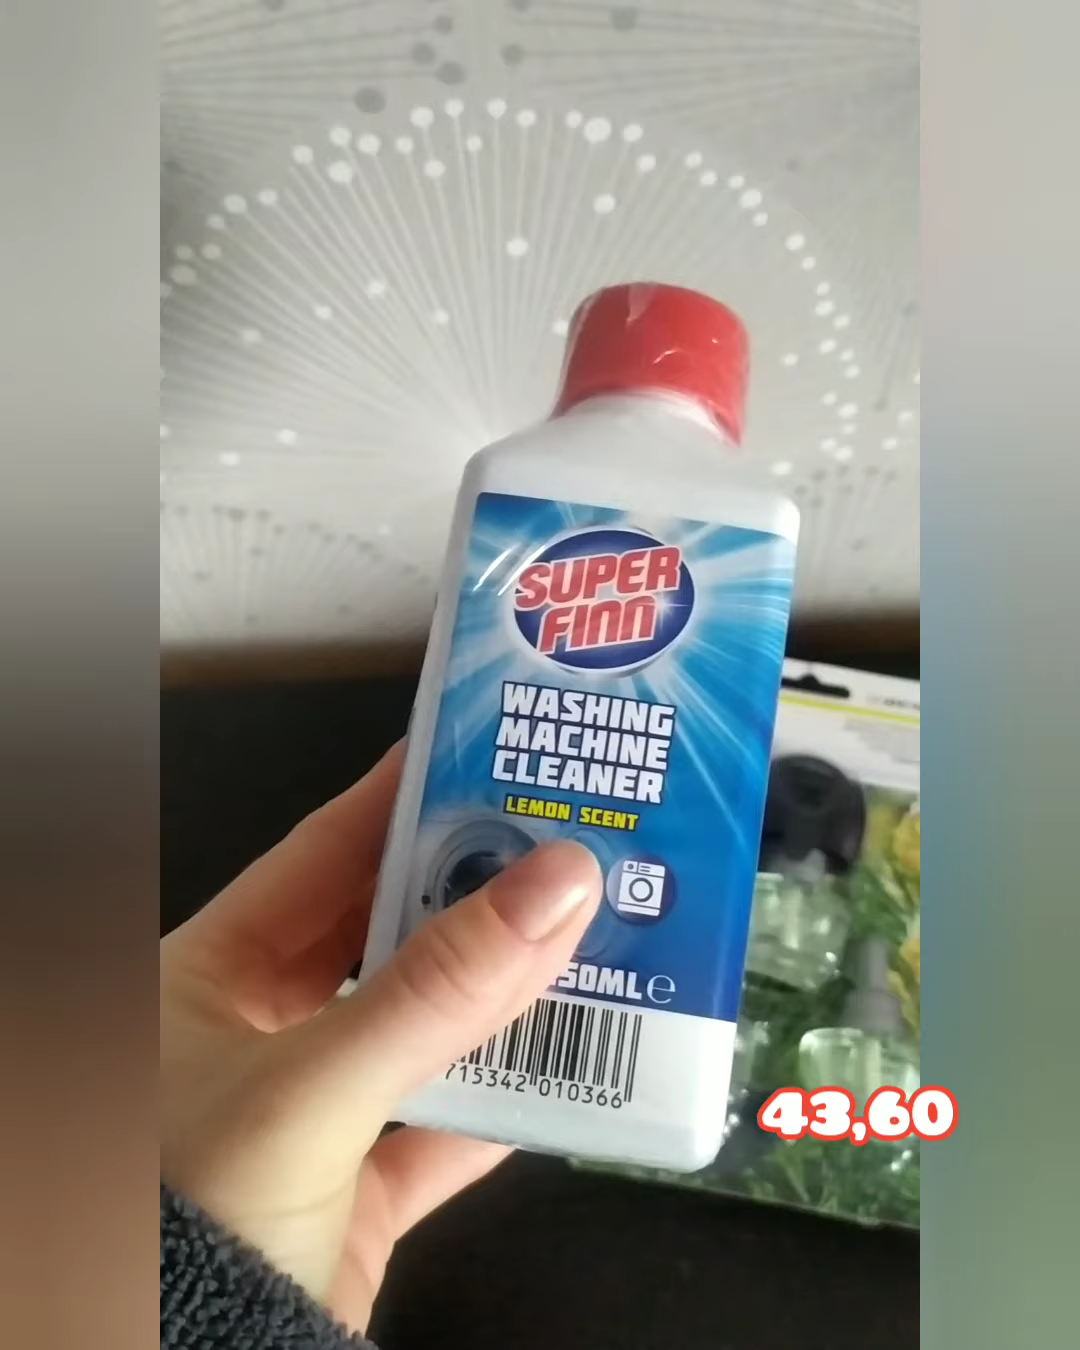 SUPER
FINN
WASHING
MACHINE
CLEANER
LEMON SCENT
50ML e
715342 010366
43,60